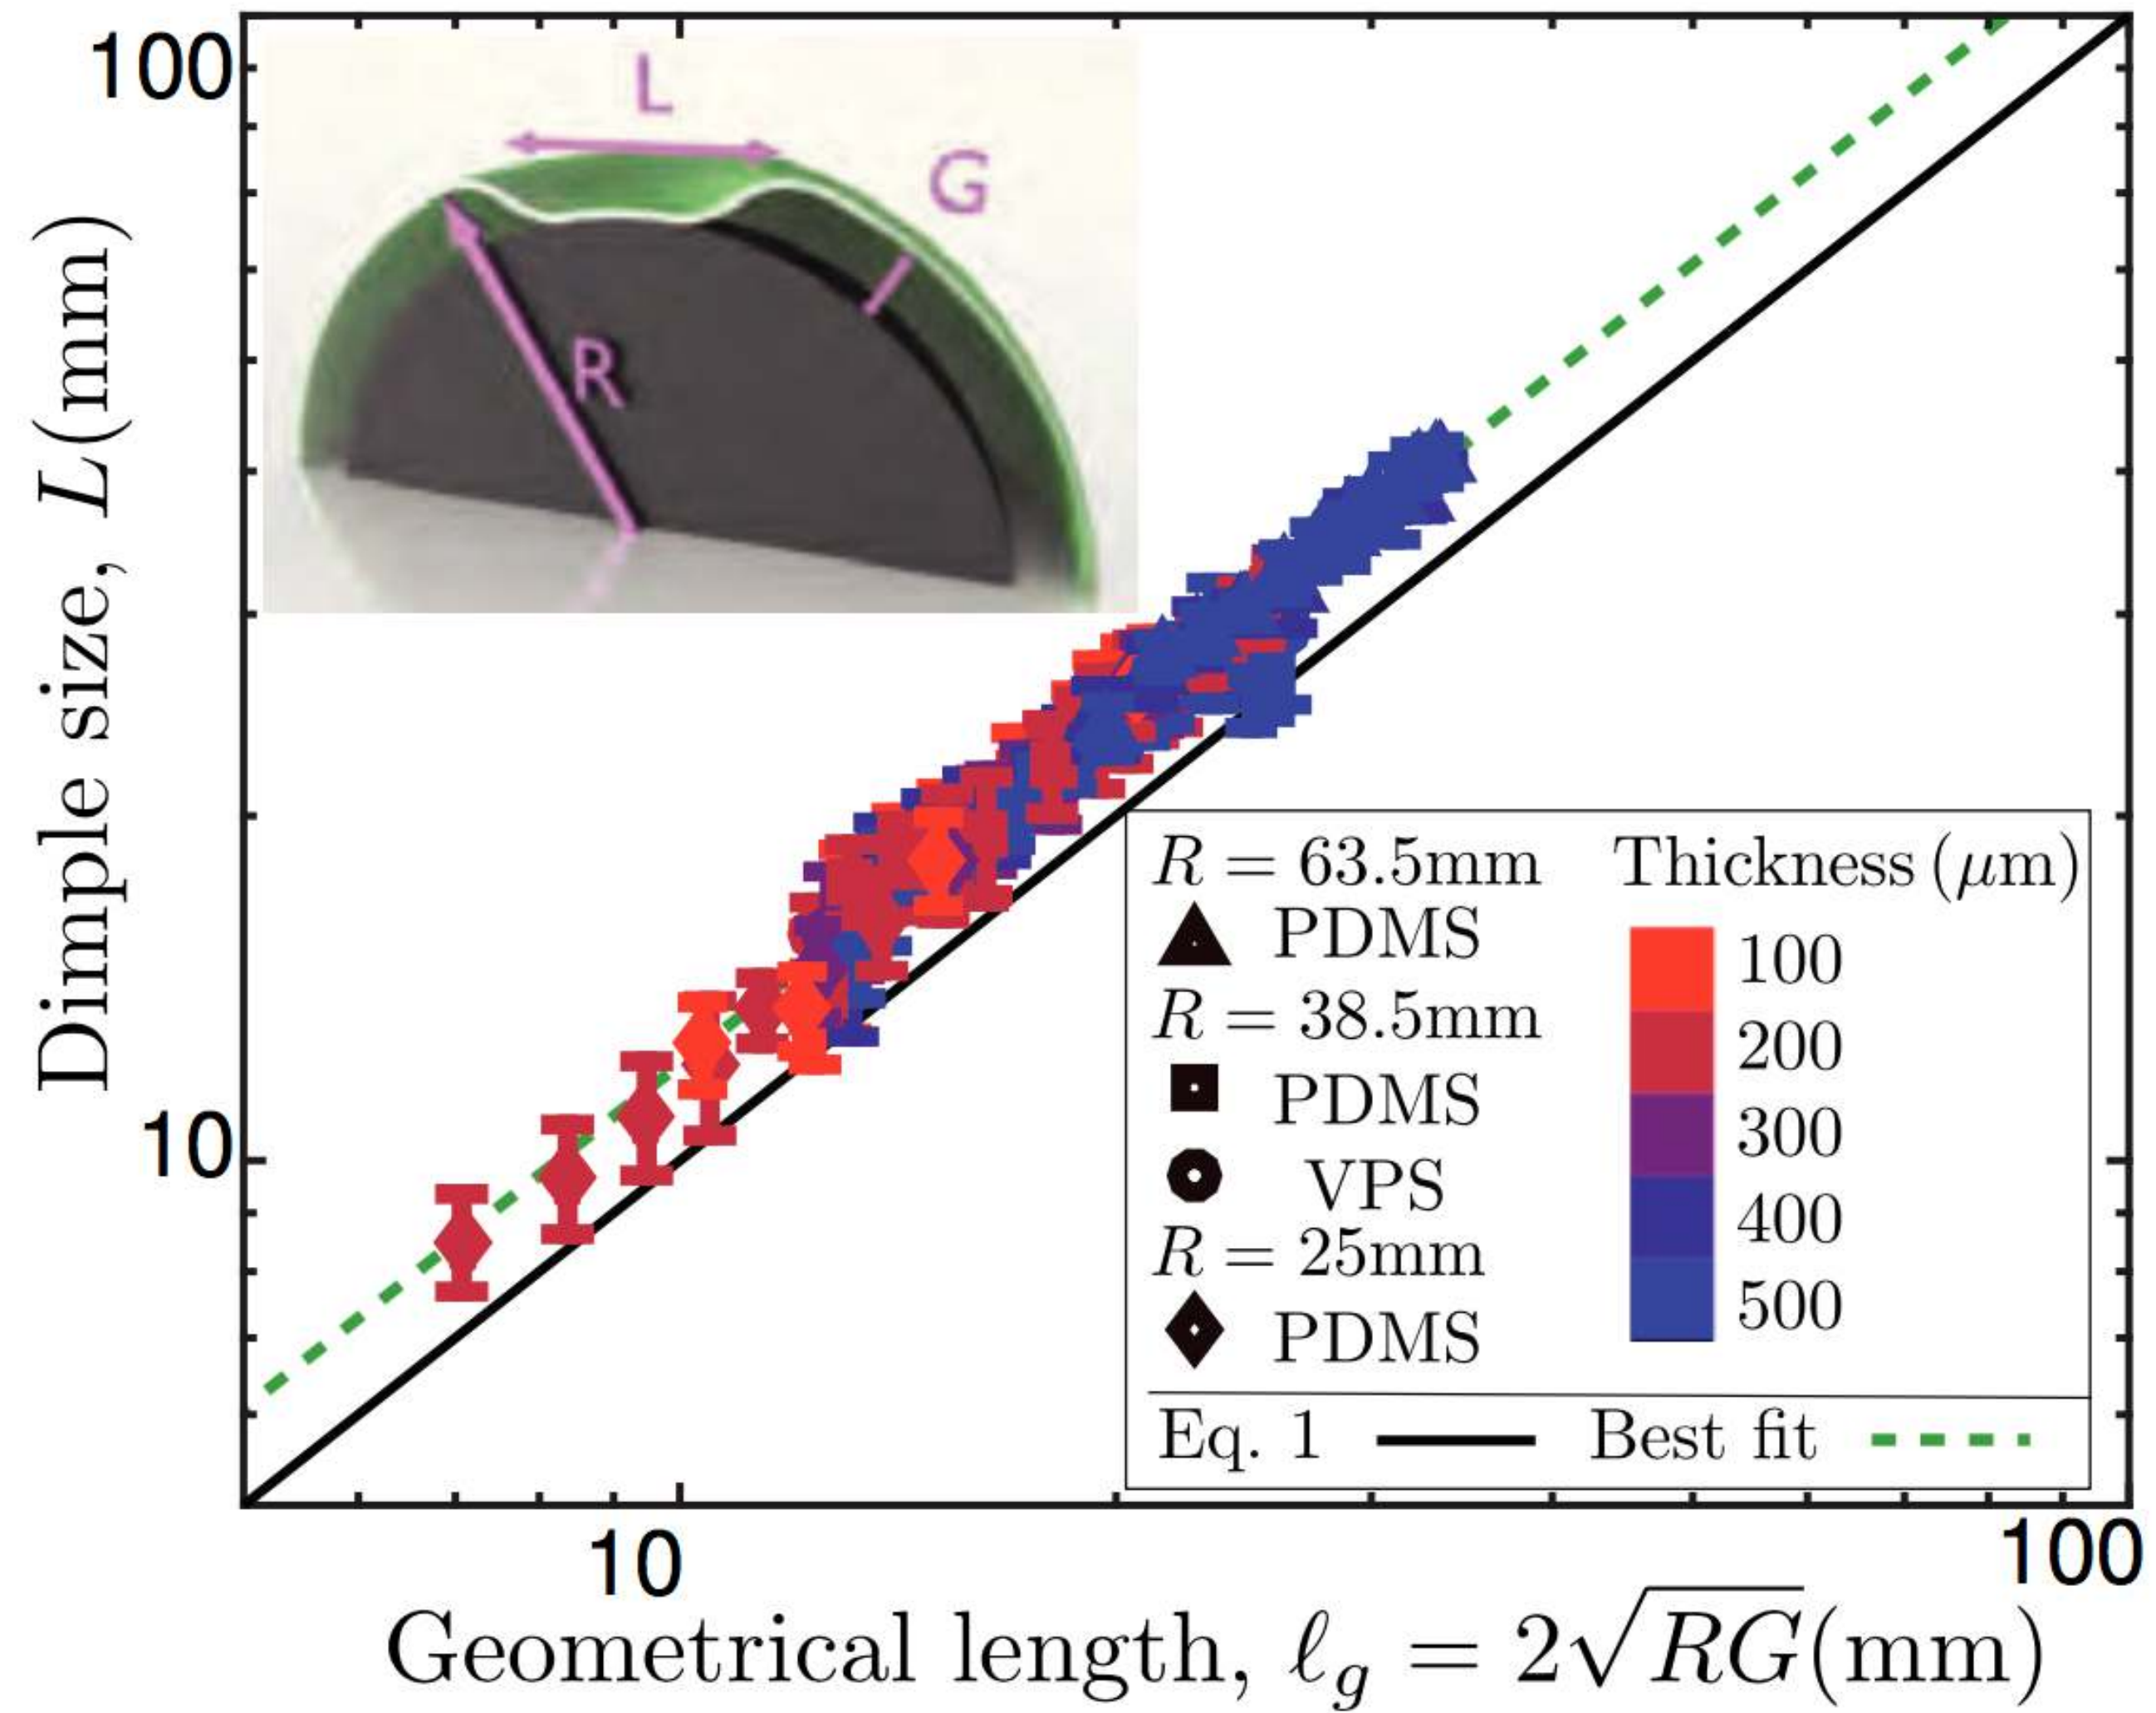 100
10
Dimple size, L(mm)
L
G
R
R = 63.5mm
PDMS
R = 38.5mm
PDMS
VPS
R = 25mm
PDMS
Thickness (μm)
100
200
300
400
500
Eq. 1
Best fit
10
100
Geometrical length, ℓ_g = 2√RG(mm)